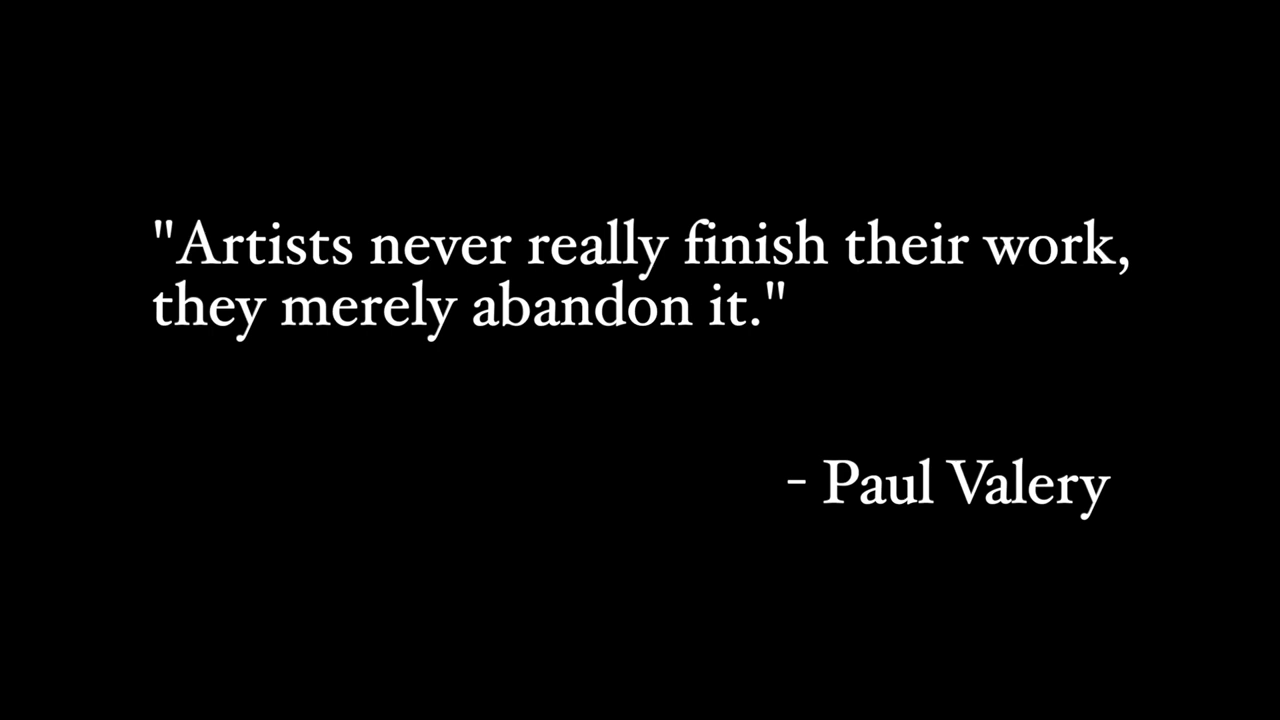 "Artists never really finish their work,
they merely abandon it."
- Paul Valery